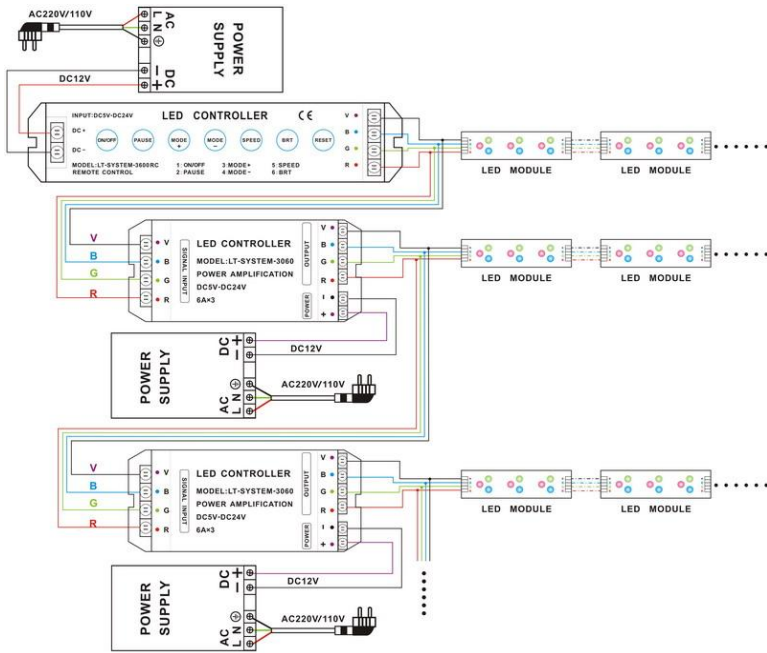 AC220V/110V
L N
AC
DC
− +
POWER
SUPPLY
DC12V
INPUT:DC5V-DC24V
LED CONTROLLER
CE
DC +
DC −
ON/OFF
PAUSE
MODE
+
MODE
−
SPEED
BRT
RESET
MODEL:LT-SYSTEM-3600RC
REMOTE CONTROL
1: ON/OFF 3: MODE+ 5: SPEED
2: PAUSE 4: MODE− 6: BRT
V
B
G
R
LED MODULE
LED MODULE
V
B
G
R
V
B
G
R
SIGNAL INPUT
LED CONTROLLER
MODEL:LT-SYSTEM-3060
POWER AMPLIFICATION
DC5V-DC24V
6A×3
OUTPUT
POWER
V
B
G
R
−
+
LED MODULE
LED MODULE
POWER
SUPPLY
DC
+ −
AC
L N
DC12V
AC220V/110V
V
B
G
R
V
B
G
R
SIGNAL INPUT
LED CONTROLLER
MODEL:LT-SYSTEM-3060
POWER AMPLIFICATION
DC5V-DC24V
6A×3
OUTPUT
POWER
V
B
G
R
−
+
LED MODULE
LED MODULE
POWER
SUPPLY
DC
+ −
AC
L N
DC12V
AC220V/110V